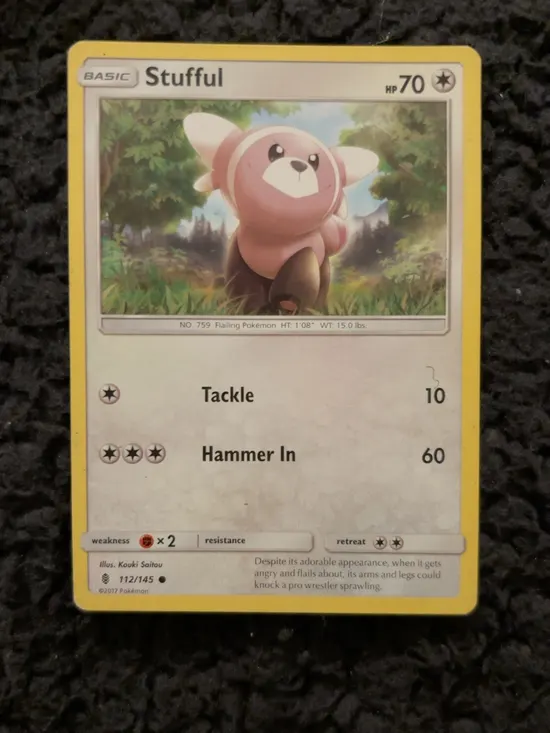 BASIC Stufful HP 70
NO. 759 Flailing Pokémon HT: 1'08" WT: 15.0 lbs.
Tackle 10
Hammer In 60
weakness × 2 resistance retreat
Illus. Kouki Saitou
112/145
©2017 Pokémon
Despite its adorable appearance, when it gets
angry and flails about, its arms and legs could
knock a pro wrestler sprawling.